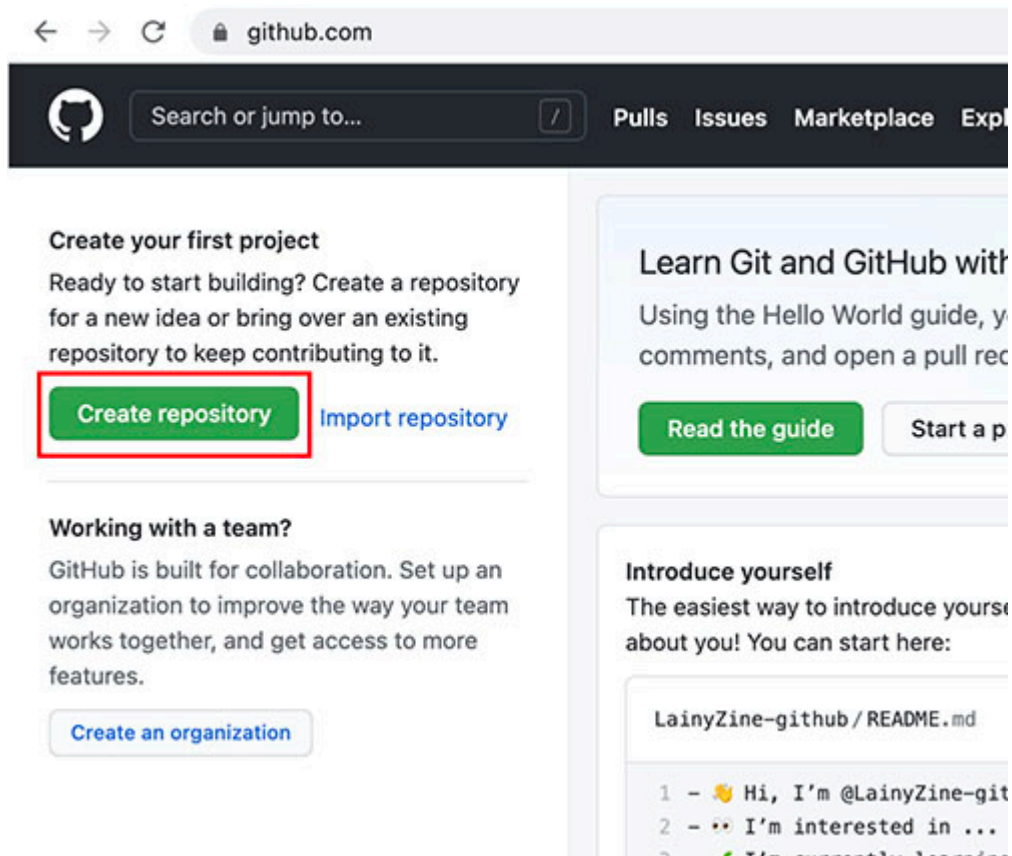 github.com
Search or jump to... /
Pulls Issues Marketplace
Create your first project
Ready to start building? Create a repository
for a new idea or bring over an existing
repository to keep contributing to it.
Create repository Import repository
Working with a team?
GitHub is built for collaboration. Set up an
organization to improve the way your team
works together, and get access to more
features.
Create an organization
Learn Git and GitHub with
Using the Hello World guide,
comments, and open a pull
Read the guide Start a
Introduce yourself
The easiest way to introduce
about you! You can start here:
LainyZine-github/README.md
1 - 👋 Hi, I'm @LainyZine-git
2 - 👀 I'm interested in ...